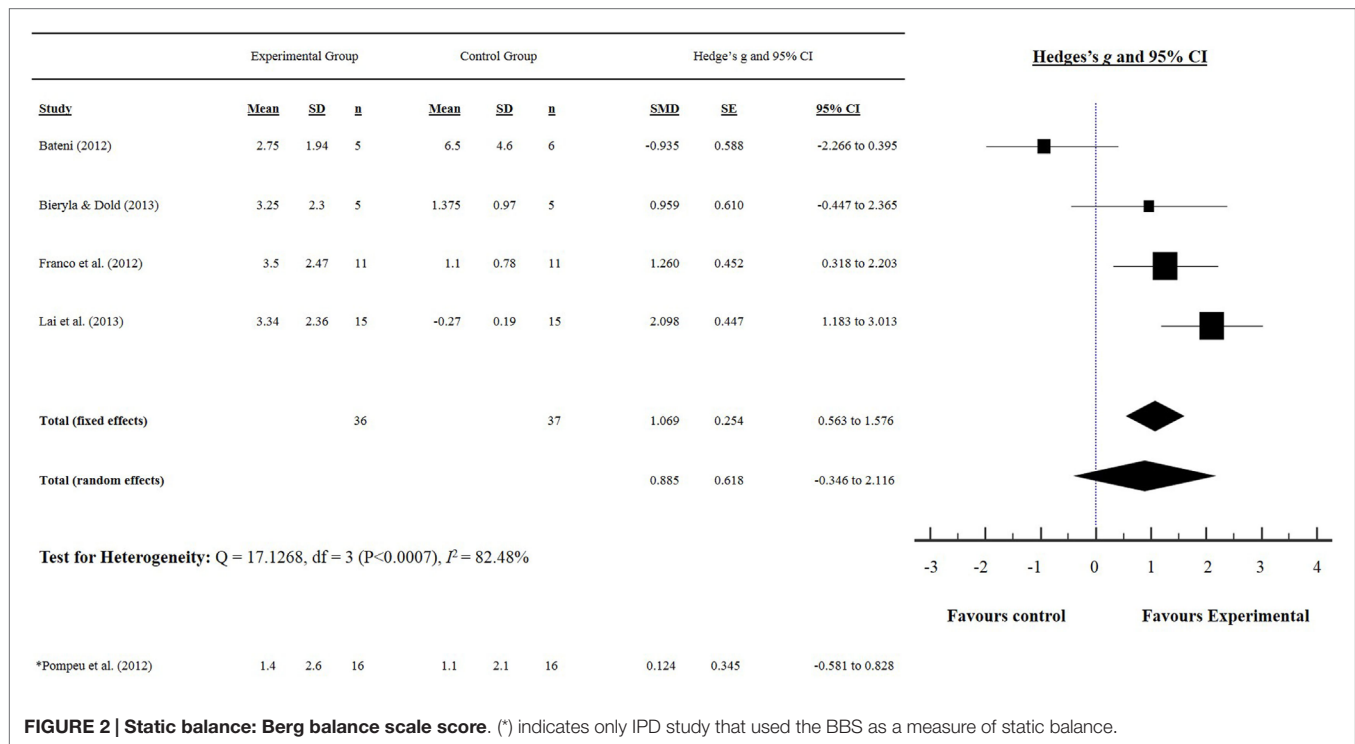 Experimental Group Control Group Hedge's g and 95% CI Hedges's g and 95% CI
Study Mean SD n Mean SD n SMD SE 95% CI
Bateni (2012) 2.75 1.94 5 6.5 4.6 6 -0.935 0.588 -2.266 to 0.395
Bieryla & Dold (2013) 3.25 2.3 5 1.375 0.97 5 0.959 0.610 -0.447 to 2.365
Franco et al. (2012) 3.5 2.47 11 1.1 0.78 11 1.260 0.452 0.318 to 2.203
Lai et al. (2013) 3.34 2.36 15 -0.27 0.19 15 2.098 0.447 1.183 to 3.013
Total (fixed effects) 36 37 1.069 0.254 0.563 to 1.576
Total (random effects) 0.885 0.618 -0.346 to 2.116
Test for Heterogeneity: Q = 17.1268, df = 3 (P<0.0007), I² = 82.48%
-3 -2 -1 0 1 2 3 4
Favours control Favours Experimental
*Pompeu et al. (2012) 1.4 2.6 16 1.1 2.1 16 0.124 0.345 -0.581 to 0.828
FIGURE 2 | Static balance: Berg balance scale score. (*) indicates only IPD study that used the BBS as a measure of static balance.